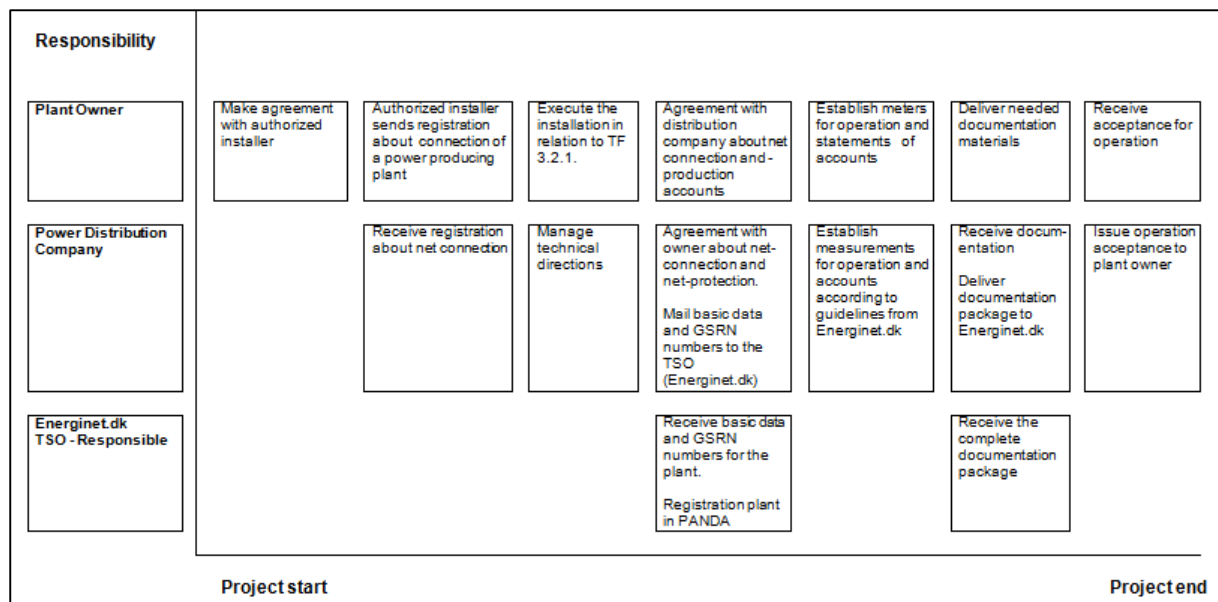 Responsibility
Plant Owner
Make agreement
with authorized
installer
Authorized installer
sends registration
about connection of
a power producing
plant
Execute the
installation in
relation to TF
3.2.1.
Agreement with
distribution
company about net
connection and -
production
accounts
Establish meters
for operation and
statements of
accounts
Deliver needed
documentation
materials
Receive
acceptance for
operation
Power Distribution
Company
Receive registration
about net connection
Manage
technical
directions
Agreement with
owner about net-
connection and
net-protection.
Mail basic data
and GSRN
numbers to the
TSO
(Energinet.dk)
Establish
measurements
for operation and
accounts
according to
guidelines from
Energinet.dk
Receive docum-
entation
Deliver
documentation
package to
Energinet.dk
Issue operation
acceptance to
plant owner
Energinet.dk
TSO - Responsible
Receive basic data
and GSRN
numbers for the
plant.
Registration plant
in PANDA
Receive the
complete
documentation
package
Project start
Project end